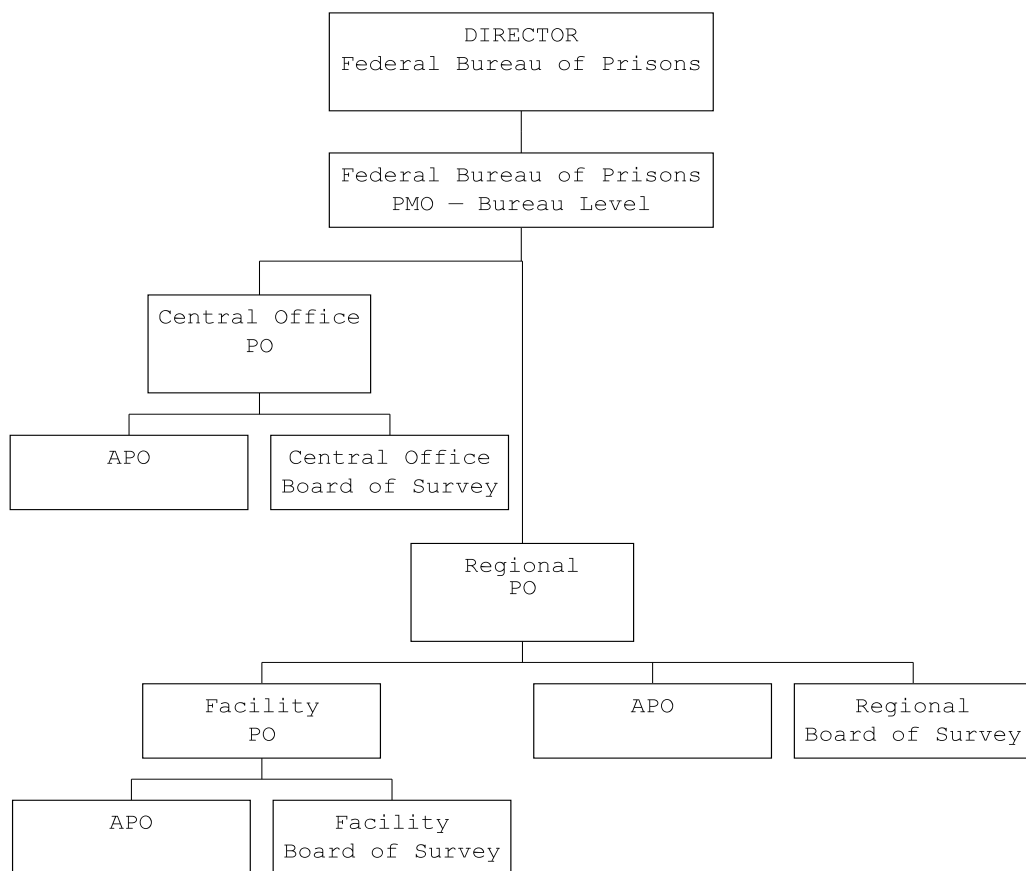 DIRECTOR
Federal Bureau of Prisons
Federal Bureau of Prisons
PMO — Bureau Level
Central Office
PO
APO
Central Office
Board of Survey
Regional
PO
Facility
PO
APO
Regional
Board of Survey
APO
Facility
Board of Survey